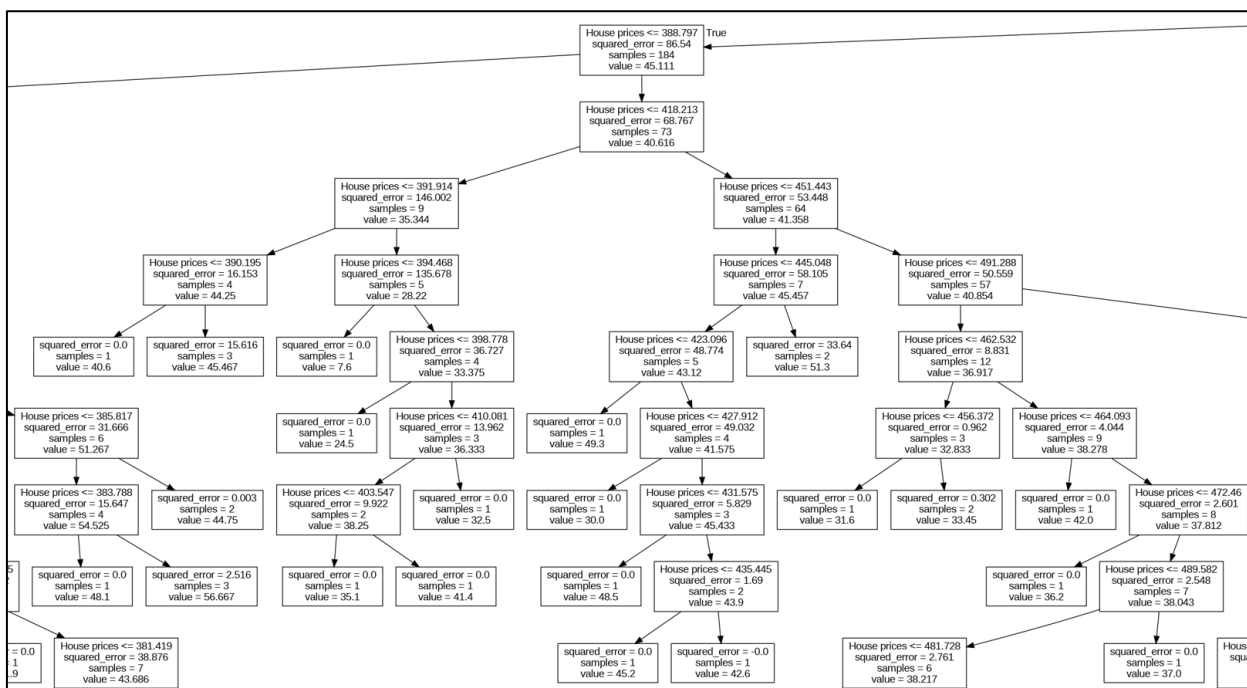 House prices <= 388.797
squared_error = 86.54
samples = 184
value = 45.111
True
House prices <= 418.213
squared_error = 68.767
samples = 73
value = 40.616
House prices <= 391.914
squared_error = 146.002
samples = 9
value = 35.344
House prices <= 451.443
squared_error = 53.448
samples = 64
value = 41.358
House prices <= 390.195
squared_error = 16.153
samples = 4
value = 44.25
House prices <= 394.468
squared_error = 135.678
samples = 5
value = 28.22
House prices <= 445.048
squared_error = 58.105
samples = 7
value = 45.457
House prices <= 491.288
squared_error = 50.559
samples = 57
value = 40.854
squared_error = 0.0
samples = 1
value = 40.6
squared_error = 15.616
samples = 3
value = 45.467
squared_error = 0.0
samples = 1
value = 7.6
House prices <= 398.778
squared_error = 36.727
samples = 4
value = 33.375
House prices <= 423.096
squared_error = 48.774
samples = 5
value = 43.12
squared_error = 33.64
samples = 2
value = 51.3
House prices <= 462.532
squared_error = 8.831
samples = 12
value = 36.917
House prices <= 385.817
squared_error = 31.666
samples = 6
value = 51.267
squared_error = 0.0
samples = 1
value = 24.5
House prices <= 410.081
squared_error = 13.962
samples = 3
value = 36.333
squared_error = 0.0
samples = 1
value = 49.3
House prices <= 427.912
squared_error = 49.032
samples = 4
value = 41.575
House prices <= 456.372
squared_error = 0.962
samples = 3
value = 32.833
House prices <= 464.093
squared_error = 4.044
samples = 9
value = 38.278
House prices <= 383.788
squared_error = 15.647
samples = 4
value = 54.525
squared_error = 0.003
samples = 2
value = 44.75
House prices <= 403.547
squared_error = 9.922
samples = 2
value = 38.25
squared_error = 0.0
samples = 1
value = 32.5
squared_error = 0.0
samples = 1
value = 30.0
House prices <= 431.575
squared_error = 5.829
samples = 3
value = 45.433
squared_error = 0.0
samples = 1
value = 31.6
squared_error = 0.302
samples = 2
value = 33.45
squared_error = 0.0
samples = 1
value = 42.0
House prices <= 472.46
squared_error = 2.601
samples = 8
value = 37.812
squared_error = 0.0
samples = 1
value = 48.1
squared_error = 2.516
samples = 3
value = 56.667
squared_error = 0.0
samples = 1
value = 35.1
squared_error = 0.0
samples = 1
value = 41.4
squared_error = 0.0
samples = 1
value = 48.5
House prices <= 435.445
squared_error = 1.69
samples = 2
value = 43.9
squared_error = 0.0
samples = 1
value = 36.2
House prices <= 489.582
squared_error = 2.548
samples = 7
value = 38.043
= 0.0
1
.9
House prices <= 381.419
squared_error = 38.876
samples = 7
value = 43.686
squared_error = 0.0
samples = 1
value = 45.2
squared_error = -0.0
samples = 1
value = 42.6
House prices <= 481.728
squared_error = 2.761
samples = 6
value = 38.217
squared_error = 0.0
samples = 1
value = 37.0